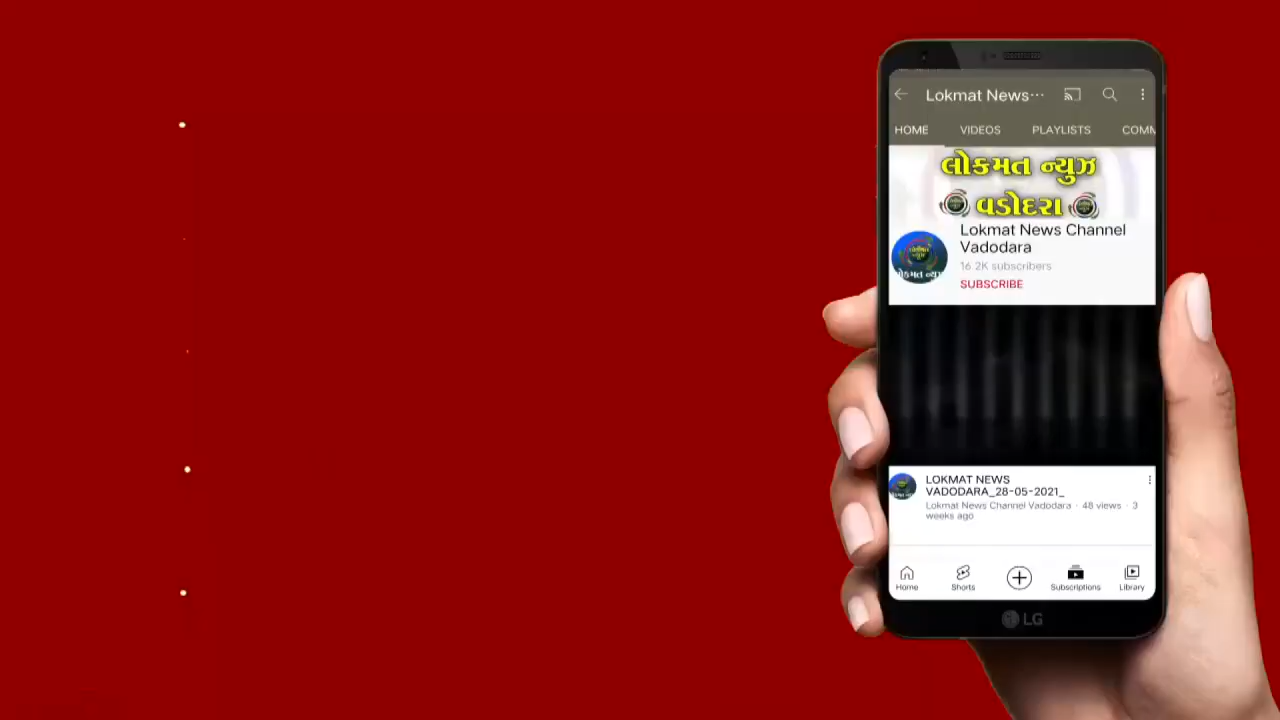 Lokmat News...
HOME VIDEOS PLAYLISTS COMM
લોકમત ન્યુઝ
વડોદરા
Lokmat News Channel
Vadodara
16.2K subscribers
SUBSCRIBE
LOKMAT NEWS
VADODARA_28-05-2021_
Lokmat News Channel Vadodara · 48 views · 3
weeks ago
Home Shorts Subscriptions Library
LG